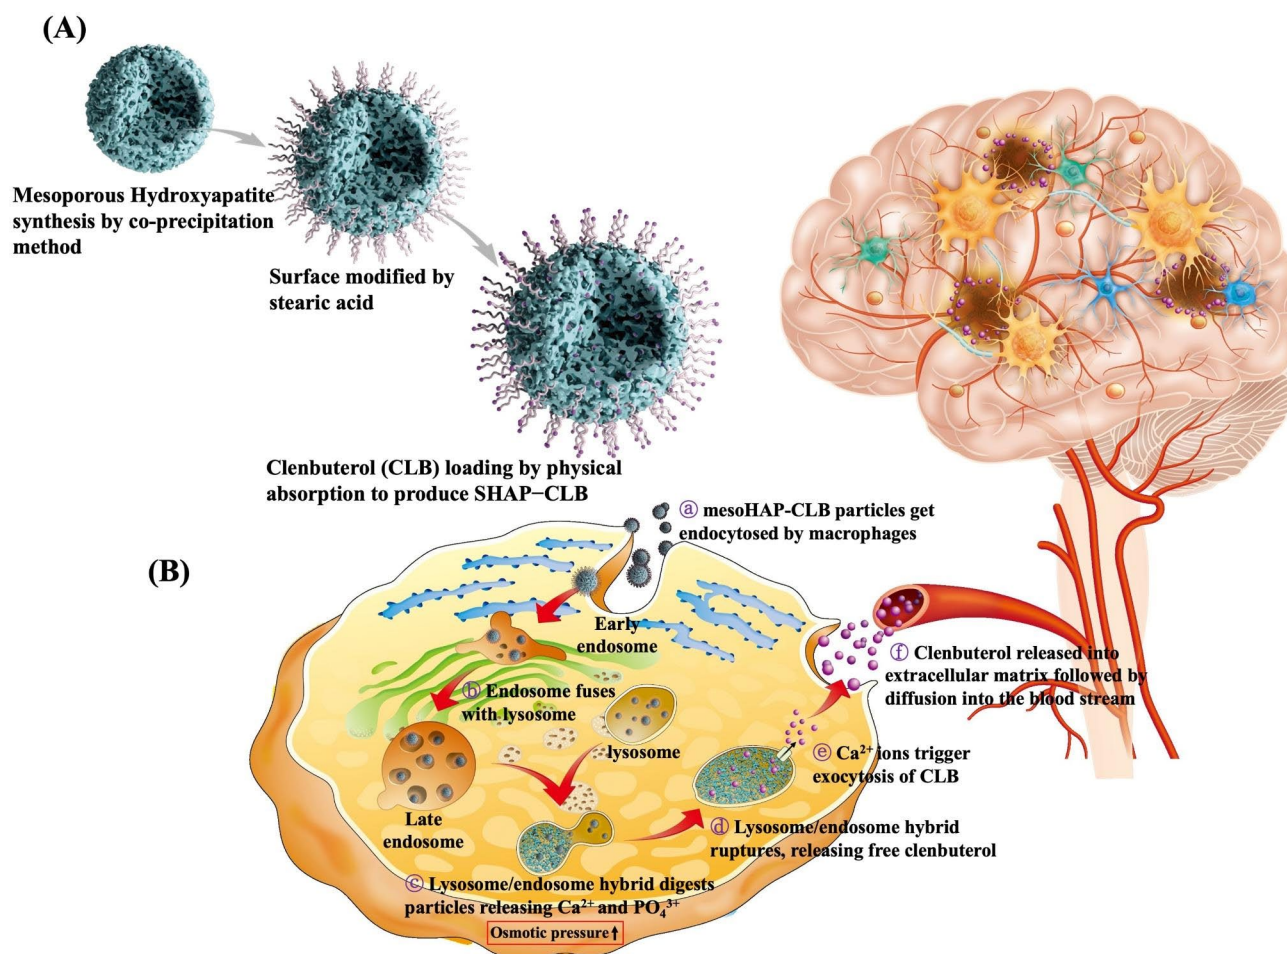 (A)
Mesoporous Hydroxyapatite
synthesis by co-precipitation
method
Surface modified by
stearic acid
Clenbuterol (CLB) loading by physical
absorption to produce SHAP−CLB
(B)
ⓐ mesoHAP-CLB particles get
endocytosed by macrophages
Early
endosome
ⓑ Endosome fuses
with lysosome
lysosome
Late
endosome
ⓒ Lysosome/endosome hybrid digests
particles releasing Ca²⁺ and PO₄³⁺
Osmotic pressure⬆
ⓓ Lysosome/endosome hybrid
ruptures, releasing free clenbuterol
ⓔ Ca²⁺ ions trigger
exocytosis of CLB
ⓕ Clenbuterol released into
extracellular matrix followed by
diffusion into the blood stream